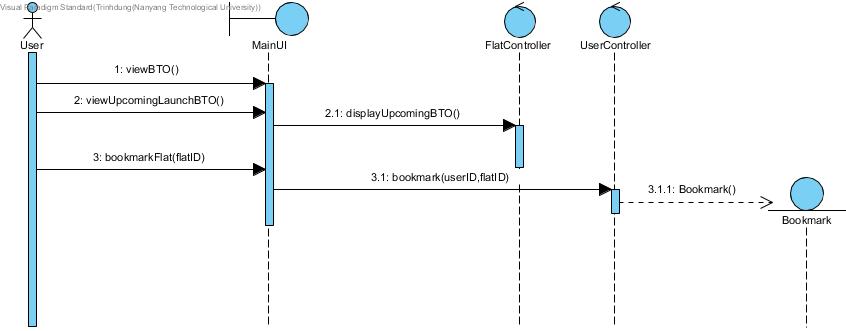 Visual Paradigm Standard(Trinhdung(Nanyang Technological University))
User
MainUI
FlatController
UserController
1: viewBTO()
2: viewUpcomingLaunchBTO()
2.1: displayUpcomingBTO()
3: bookmarkFlat(flatID)
3.1: bookmark(userID,flatID)
3.1.1: Bookmark()
Bookmark